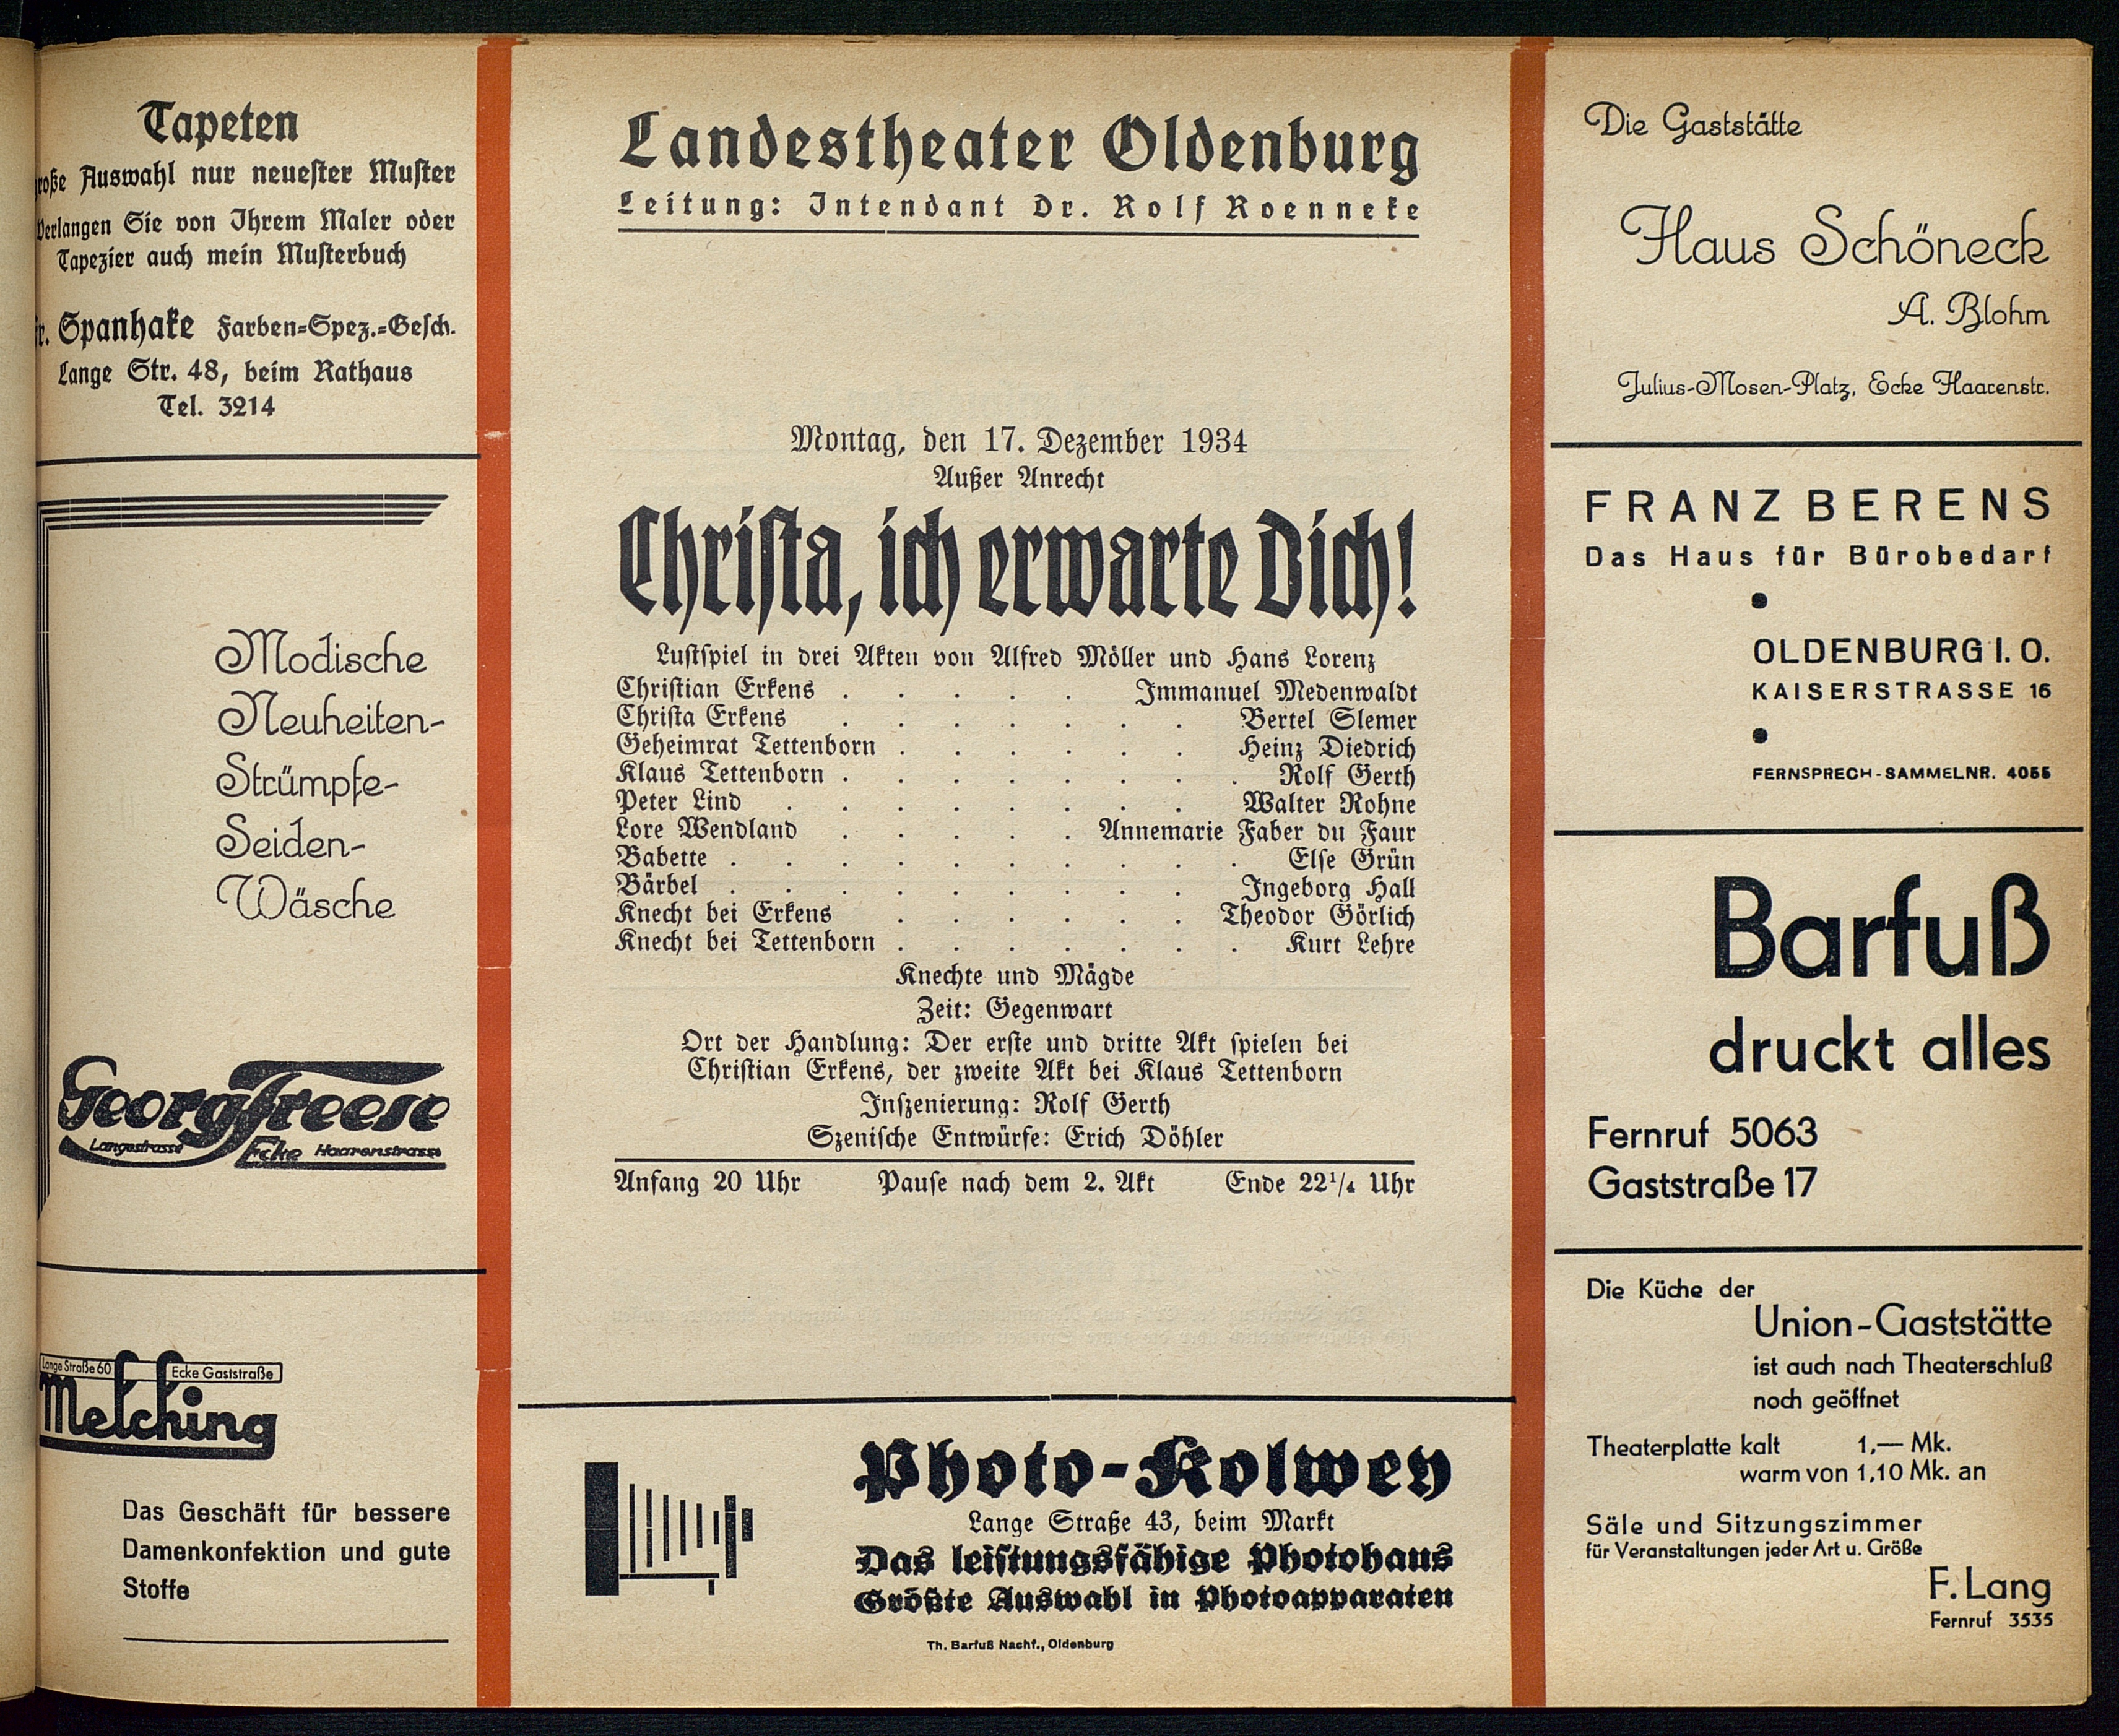 Tapeten
große Auswahl nur neuester Muster
Verlangen Sie von Ihrem Maler oder
Tapezier auch mein Musterbuch
Fr. Spanhake Farben=Spez.=Gesch.
Lange Str. 48, beim Rathaus
Tel. 3214
Modische
Neuheiten-
Strümpfe-
Seiden-
Wäsche
Georg Freese
Langestrasse Ecke Haarenstrasse
Lange Straße 60 Ecke Gaststraße
Melching
Das Geschäft für bessere
Damenkonfektion und gute
Stoffe
Landestheater Oldenburg
Leitung: Intendant Dr. Rolf Roenneke
Montag, den 17. Dezember 1934
Außer Anrecht
Christa, ich erwarte Dich!
Lustspiel in drei Akten von Alfred Möller und Hans Lorenz
Christian Erkens . . . . . Immanuel Medenwaldt
Christa Erkens . . . . . . . Bertel Slemer
Geheimrat Tettenborn . . . . . . Heinz Diedrich
Klaus Tettenborn . . . . . . . . Rolf Gerth
Peter Lind . . . . . . . . Walter Rohne
Lore Wendland . . . . . Annemarie Faber du Faur
Babette . . . . . . . . . . Else Grün
Bärbel . . . . . . . . . Ingeborg Hall
Knecht bei Erkens . . . . . . Theodor Görlich
Knecht bei Tettenborn . . . . . . . Kurt Lehre
Knechte und Mägde
Zeit: Gegenwart
Ort der Handlung: Der erste und dritte Akt spielen bei
Christian Erkens, der zweite Akt bei Klaus Tettenborn
Inszenierung: Rolf Gerth
Szenische Entwürfe: Erich Döhler
Anfang 20 Uhr Pause nach dem 2. Akt Ende 22¹/₄ Uhr
Photo-Kolwey
Lange Straße 43, beim Markt
Das leistungsfähige Photohaus
Größte Auswahl in Photoapparaten
Th. Barfuß Nachf., Oldenburg
Die Gaststätte
Haus Schöneck
A. Blohm
Julius-Mosen-Platz, Ecke Haarenstr.
FRANZ BERENS
Das Haus für Bürobedarf
OLDENBURG I. O.
KAISERSTRASSE 16
FERNSPRECH-SAMMELNR. 4055
Barfuß
druckt alles
Fernruf 5063
Gaststraße 17
Die Küche der
Union-Gaststätte
ist auch nach Theaterschluß
noch geöffnet
Theaterplatte kalt 1,— Mk.
warm von 1,10 Mk. an
Säle und Sitzungszimmer
für Veranstaltungen jeder Art u. Größe
F. Lang
Fernruf 3535